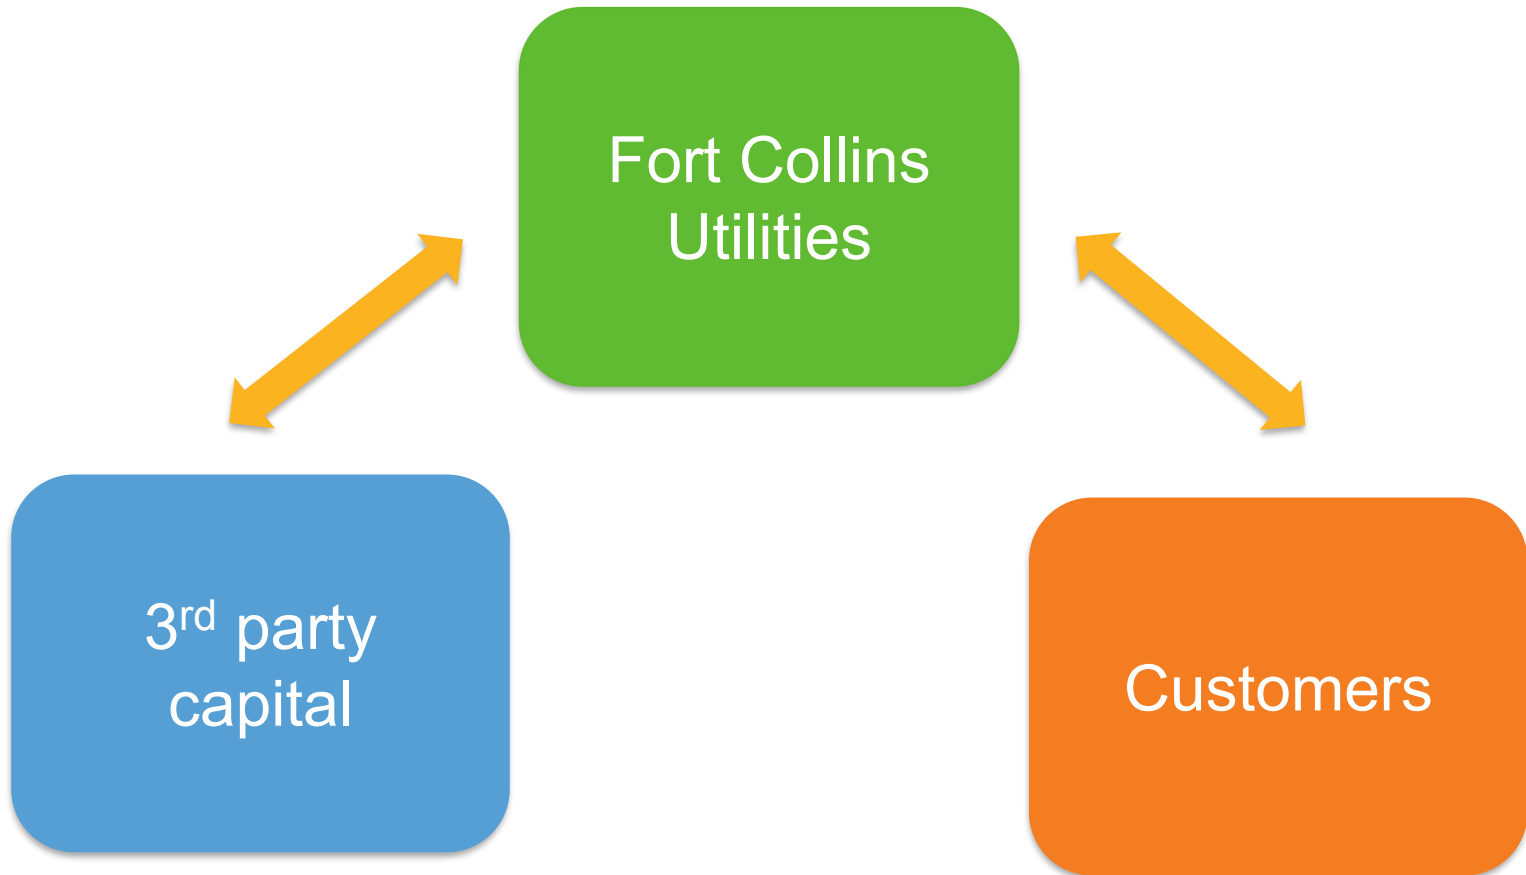 Fort Collins
Utilities
3rd party
capital
Customers